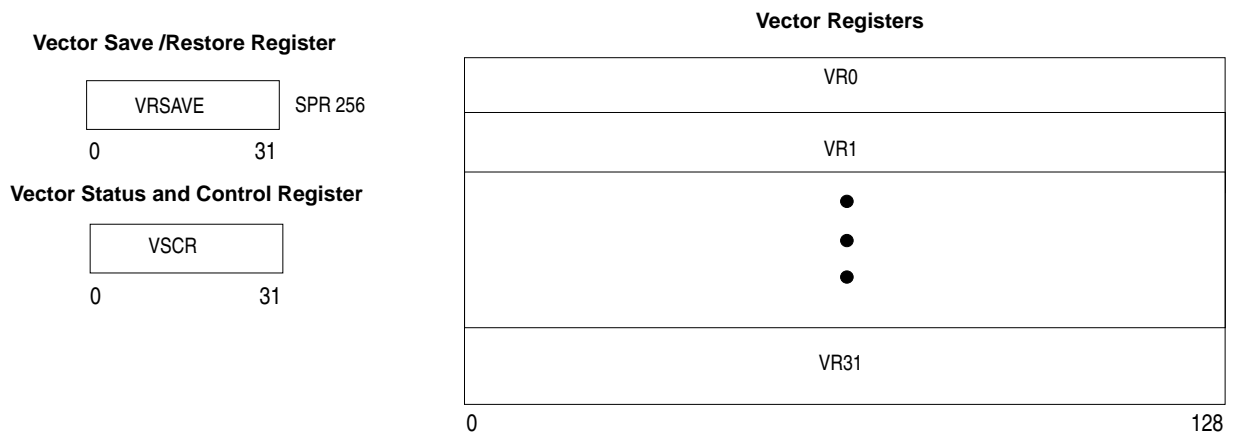 Vector Save /Restore Register
VRSAVE
SPR 256
0
31
Vector Status and Control Register
VSCR
0
31
Vector Registers
VR0
VR1
VR31
0
128